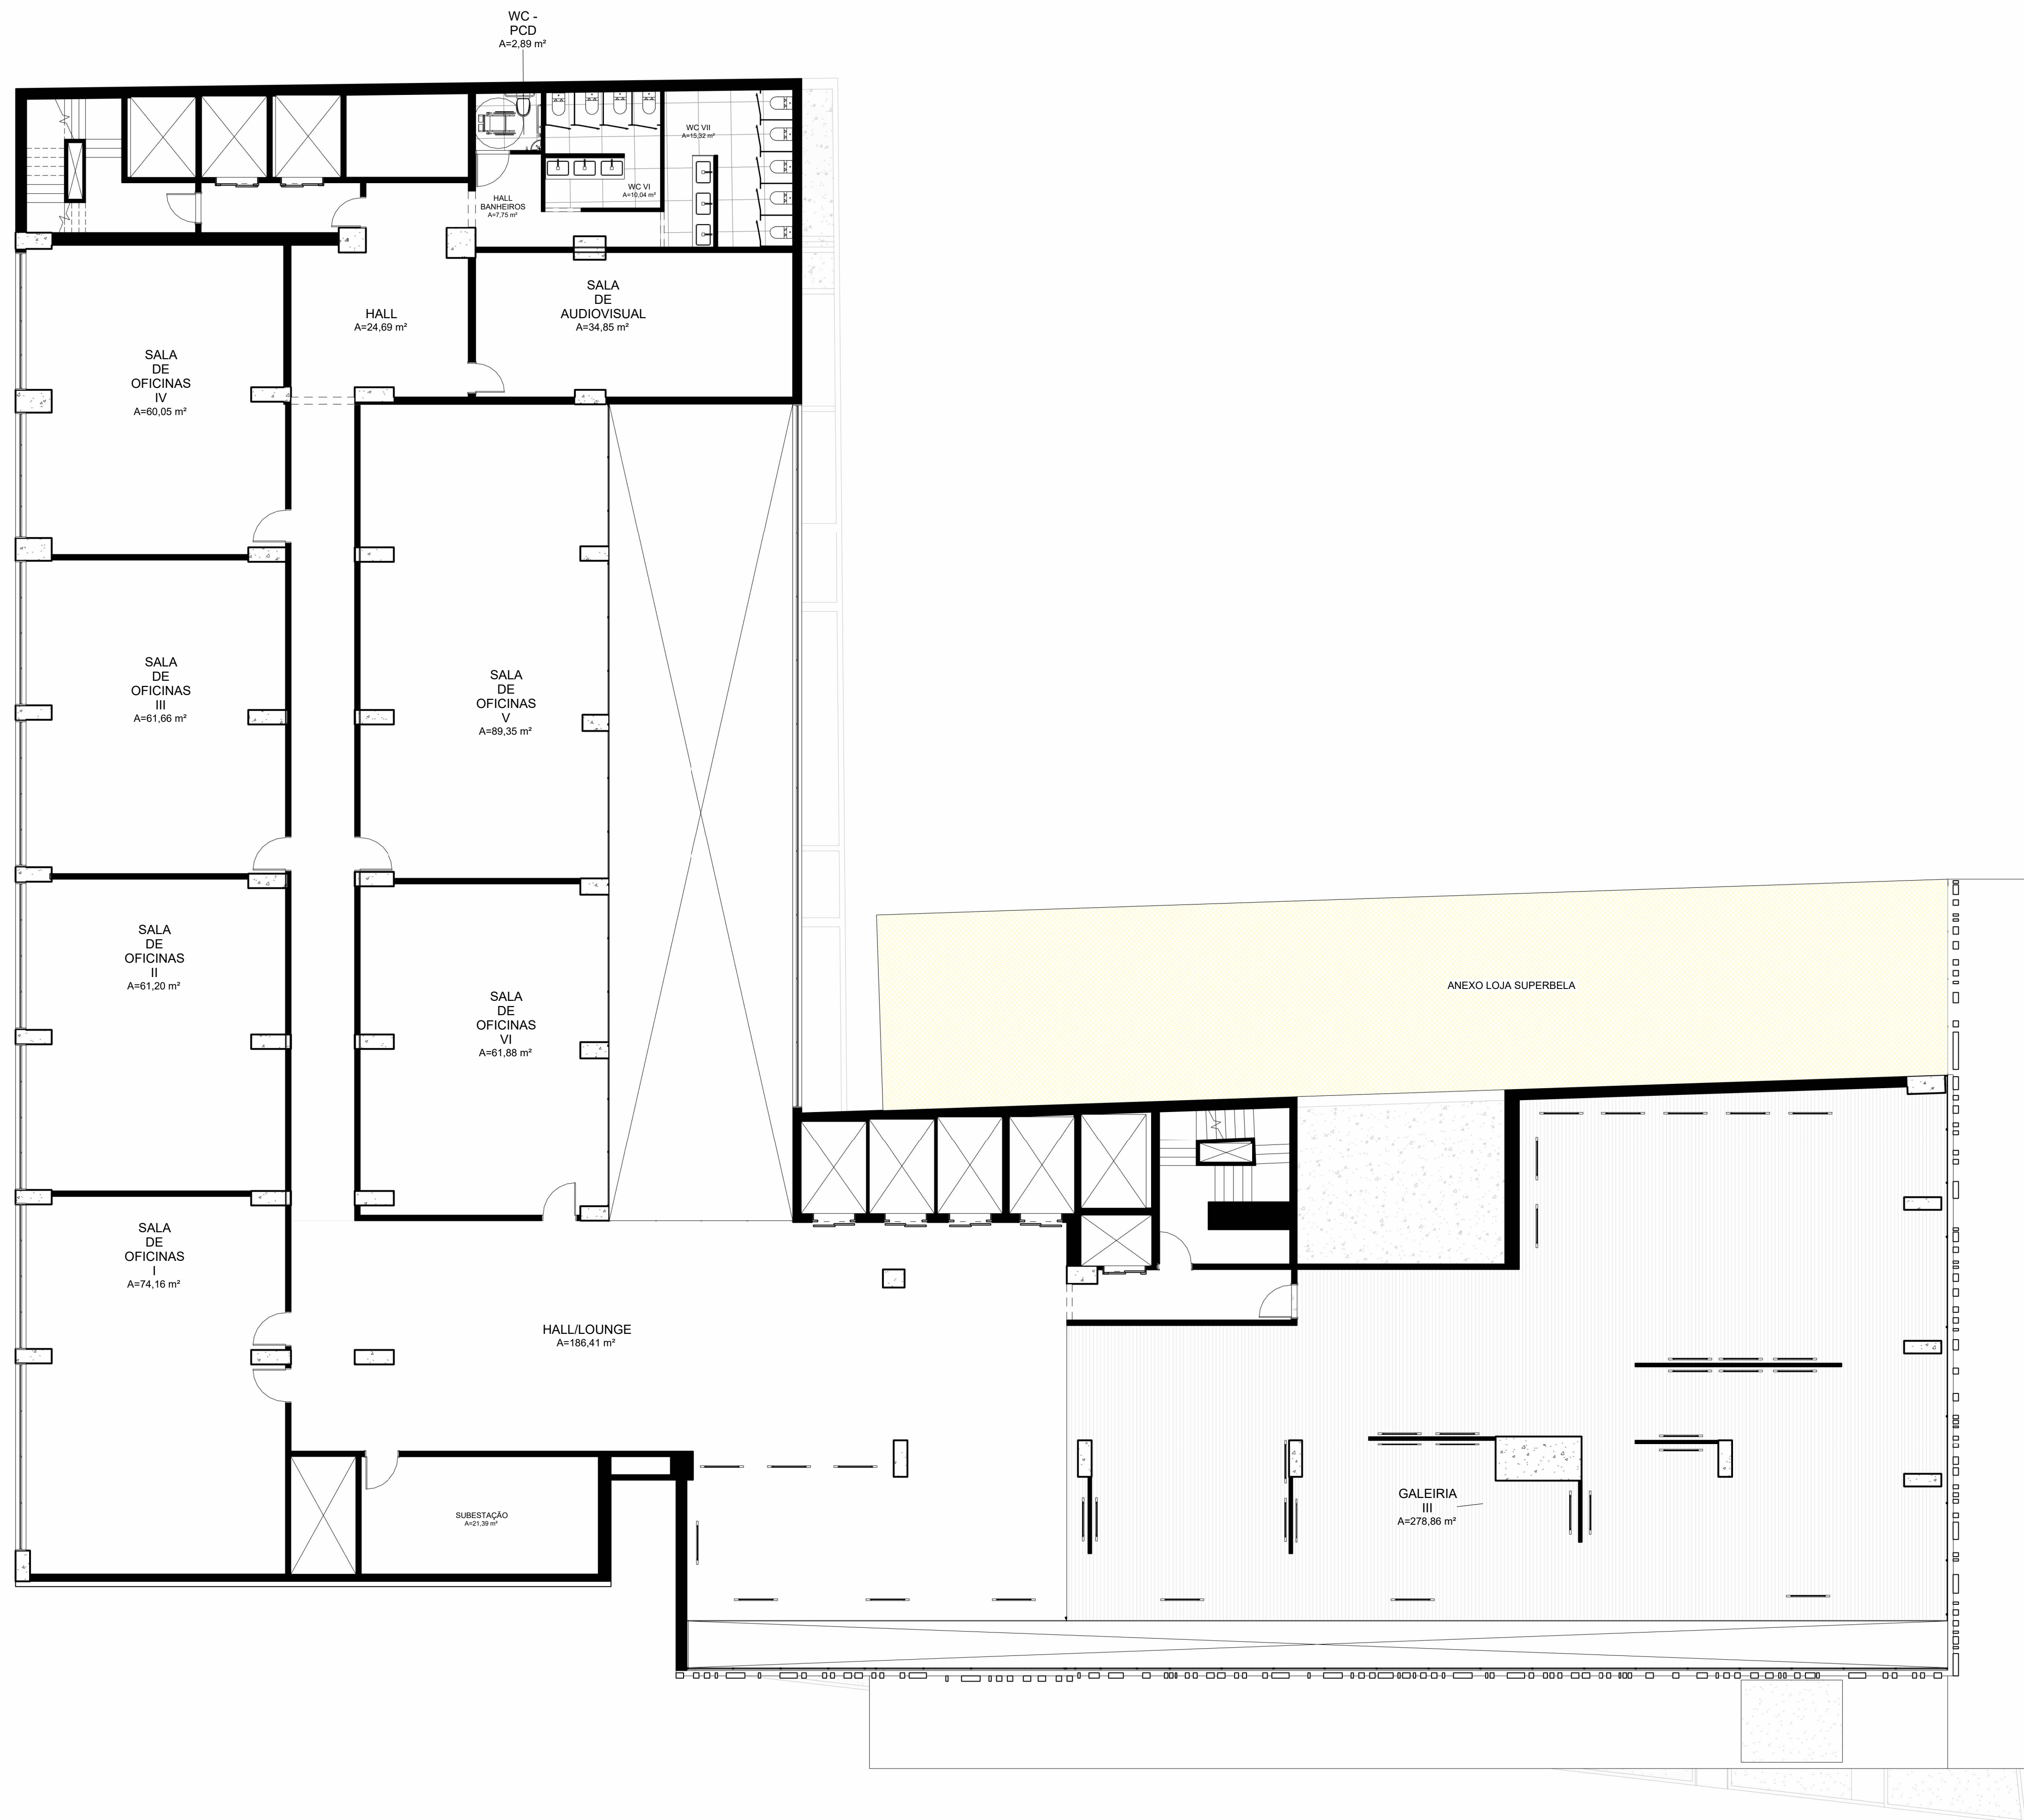 WC -
PCD
A=2,89 m²
WC VII
A=15,32 m²
WC VI
A=10,04 m²
HALL
BANHEIROS
A=7,75 m²
SALA
DE
AUDIOVISUAL
A=34,85 m²
HALL
A=24,69 m²
SALA
DE
OFICINAS
IV
A=60,05 m²
SALA
DE
OFICINAS
III
A=61,66 m²
SALA
DE
OFICINAS
V
A=89,35 m²
SALA
DE
OFICINAS
II
A=61,20 m²
SALA
DE
OFICINAS
VI
A=61,88 m²
ANEXO LOJA SUPERBELA
SALA
DE
OFICINAS
I
A=74,16 m²
HALL/LOUNGE
A=186,41 m²
SUBESTAÇÃO
A=21,39 m²
GALEIRIA
III
A=278,86 m²